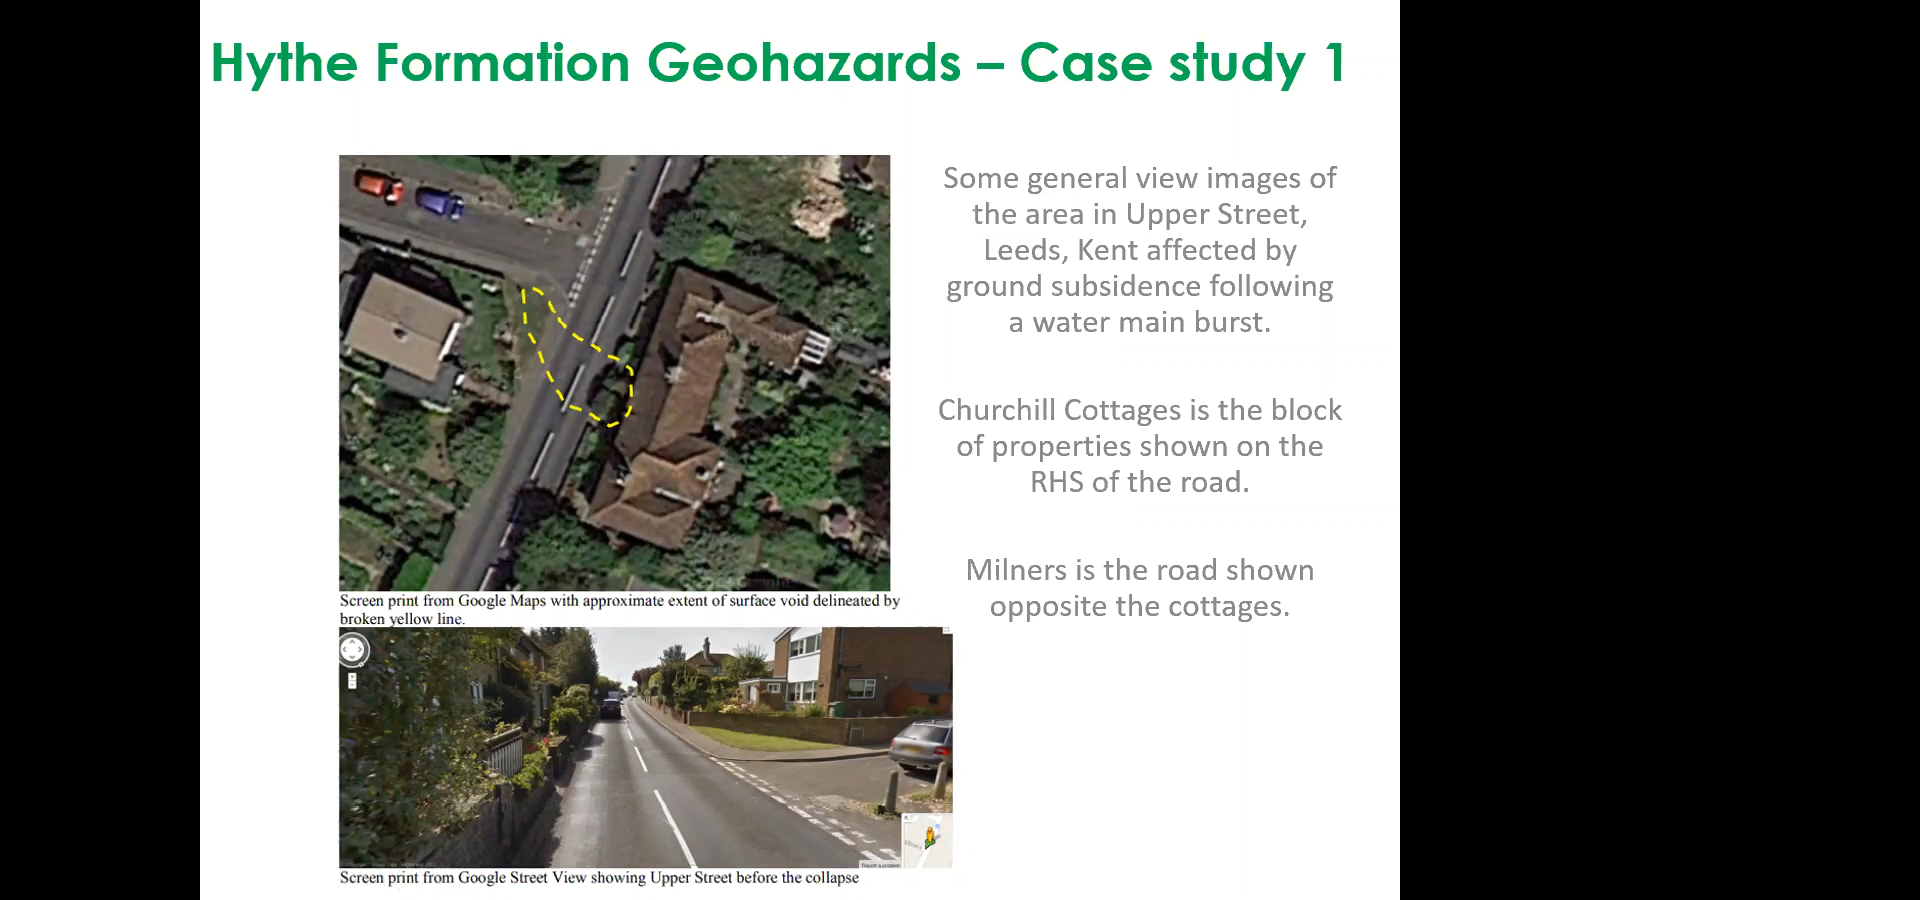 Hythe Formation Geohazards – Case study 1
Some general view images of
the area in Upper Street,
Leeds, Kent affected by
ground subsidence following
a water main burst.
Churchill Cottages is the block
of properties shown on the
RHS of the road.
Milners is the road shown
opposite the cottages.
Screen print from Google Maps with approximate extent of surface void delineated by
broken yellow line.
Milners
Report a problem
Screen print from Google Street View showing Upper Street before the collapse